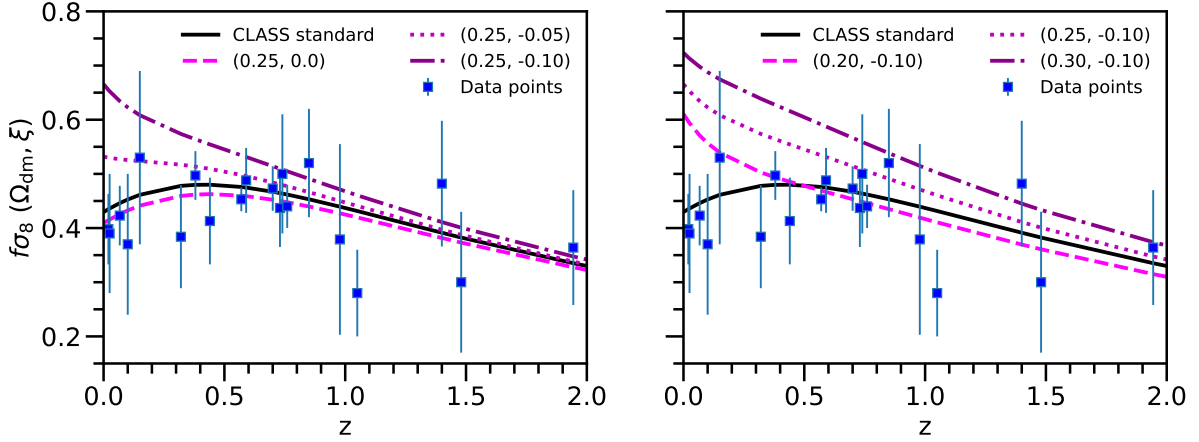 0.8
0.6
0.4
0.2
fσ₈ (Ω_dm, ξ)
CLASS standard
(0.25, 0.0)
(0.25, -0.05)
(0.25, -0.10)
Data points
0.0 0.5 1.0 1.5 2.0
z
CLASS standard
(0.20, -0.10)
(0.25, -0.10)
(0.30, -0.10)
Data points
0.0 0.5 1.0 1.5 2.0
z